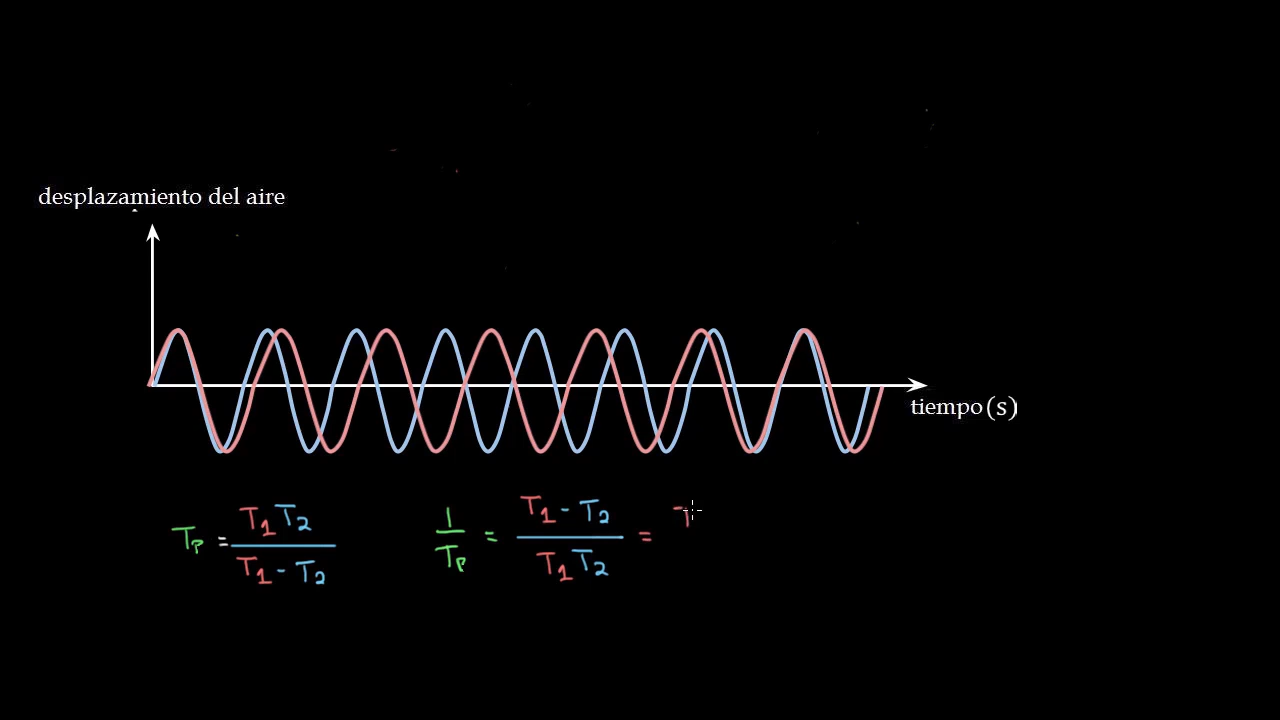 desplazamiento del aire
tiempo(s)
Tₚ = T₁T₂ / T₁ - T₂
1 / Tₚ = T₁ - T₂ / T₁T₂ = T